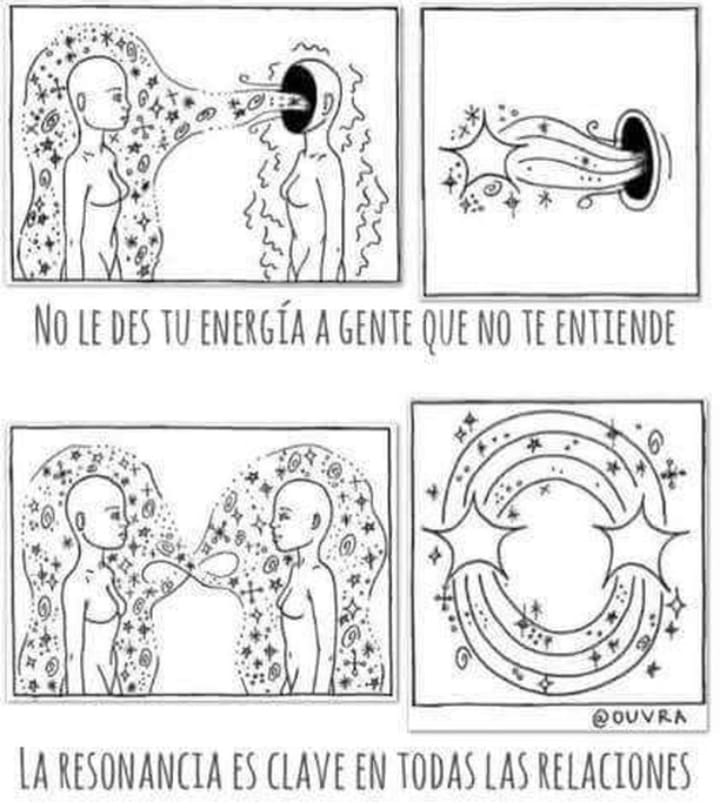 NO LE DES TU ENERGÍA A GENTE QUE NO TE ENTIENDE
@OUVRA
LA RESONANCIA ES CLAVE EN TODAS LAS RELACIONES